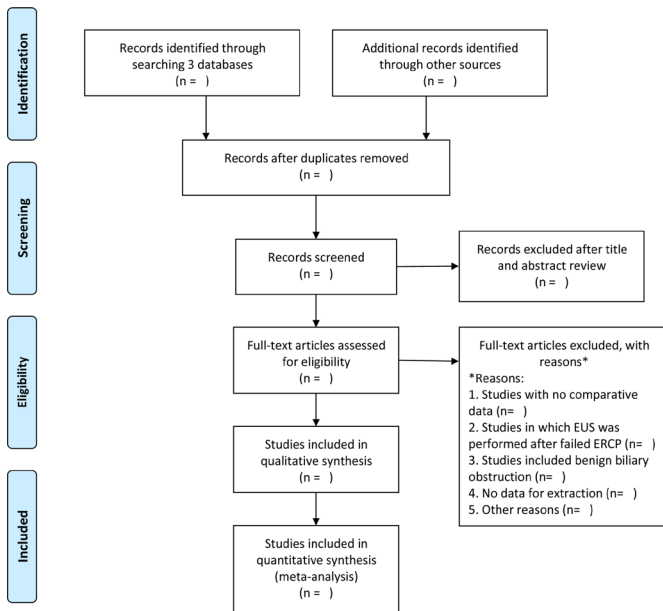 Identification
Records identified through
searching 3 databases
(n =   )
Additional records identified
through other sources
(n =   )
Records after duplicates removed
(n =   )
Screening
Records screened
(n =   )
Records excluded after title
and abstract review
(n =   )
Eligibility
Full-text articles assessed
for eligibility
(n =   )
Full-text articles excluded, with
reasons*
*Reasons:
1. Studies with no comparative
data (n=   )
2. Studies in which EUS was
performed after failed ERCP (n=   )
3. Studies included benign biliary
obstruction (n=   )
4. No data for extraction (n=   )
5. Other reasons (n=   )
Studies included in
qualitative synthesis
(n =   )
Included
Studies included in
quantitative synthesis
(meta-analysis)
(n =   )